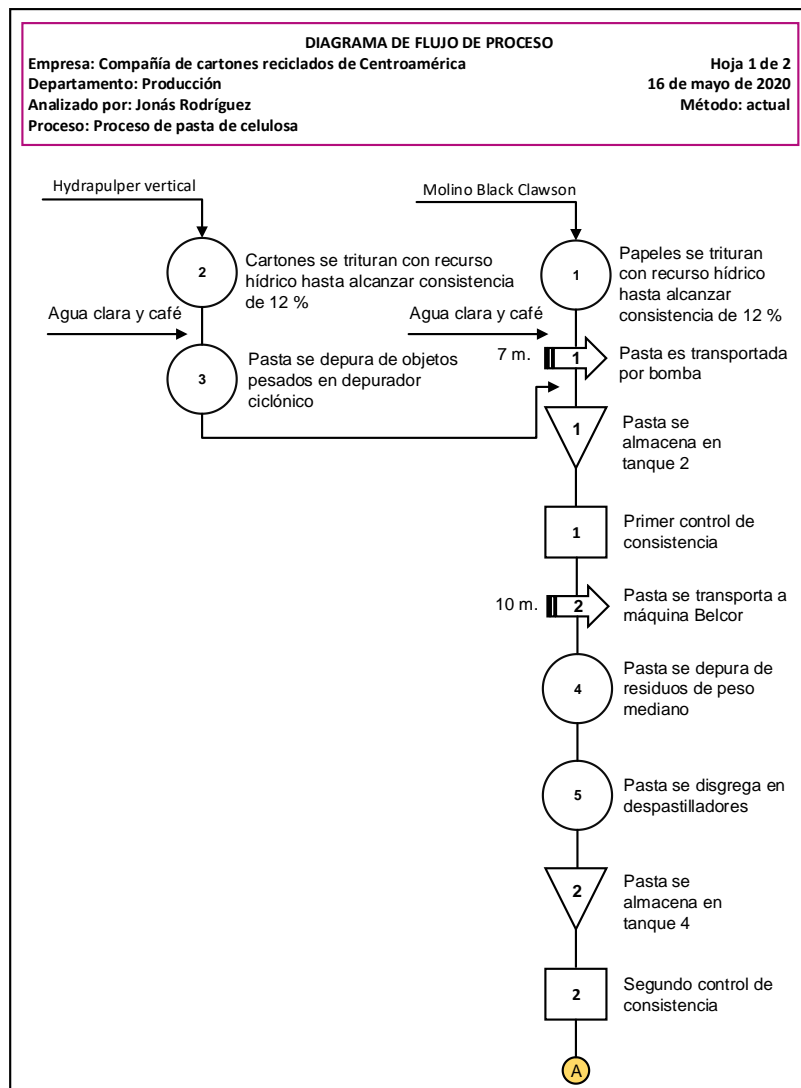 DIAGRAMA DE FLUJO DE PROCESO
Empresa: Compañía de cartones reciclados de Centroamérica
Hoja 1 de 2
Departamento: Producción
16 de mayo de 2020
Analizado por: Jonás Rodríguez
Método: actual
Proceso: Proceso de pasta de celulosa
Hydrapulper vertical
2
Cartones se trituran con recurso
hídrico hasta alcanzar consistencia
de 12 %
Agua clara y café
3
Pasta se depura de objetos
pesados en depurador
ciclónico
Molino Black Clawson
1
Papeles se trituran
con recurso hídrico
hasta alcanzar
consistencia de 12 %
Agua clara y café
7 m.
1
Pasta es transportada
por bomba
1
Pasta se
almacena en
tanque 2
1
Primer control de
consistencia
10 m.
2
Pasta se transporta a
máquina Belcor
4
Pasta se depura de
residuos de peso
mediano
5
Pasta se disgrega en
despastilladores
2
Pasta se
almacena en
tanque 4
2
Segundo control de
consistencia
A